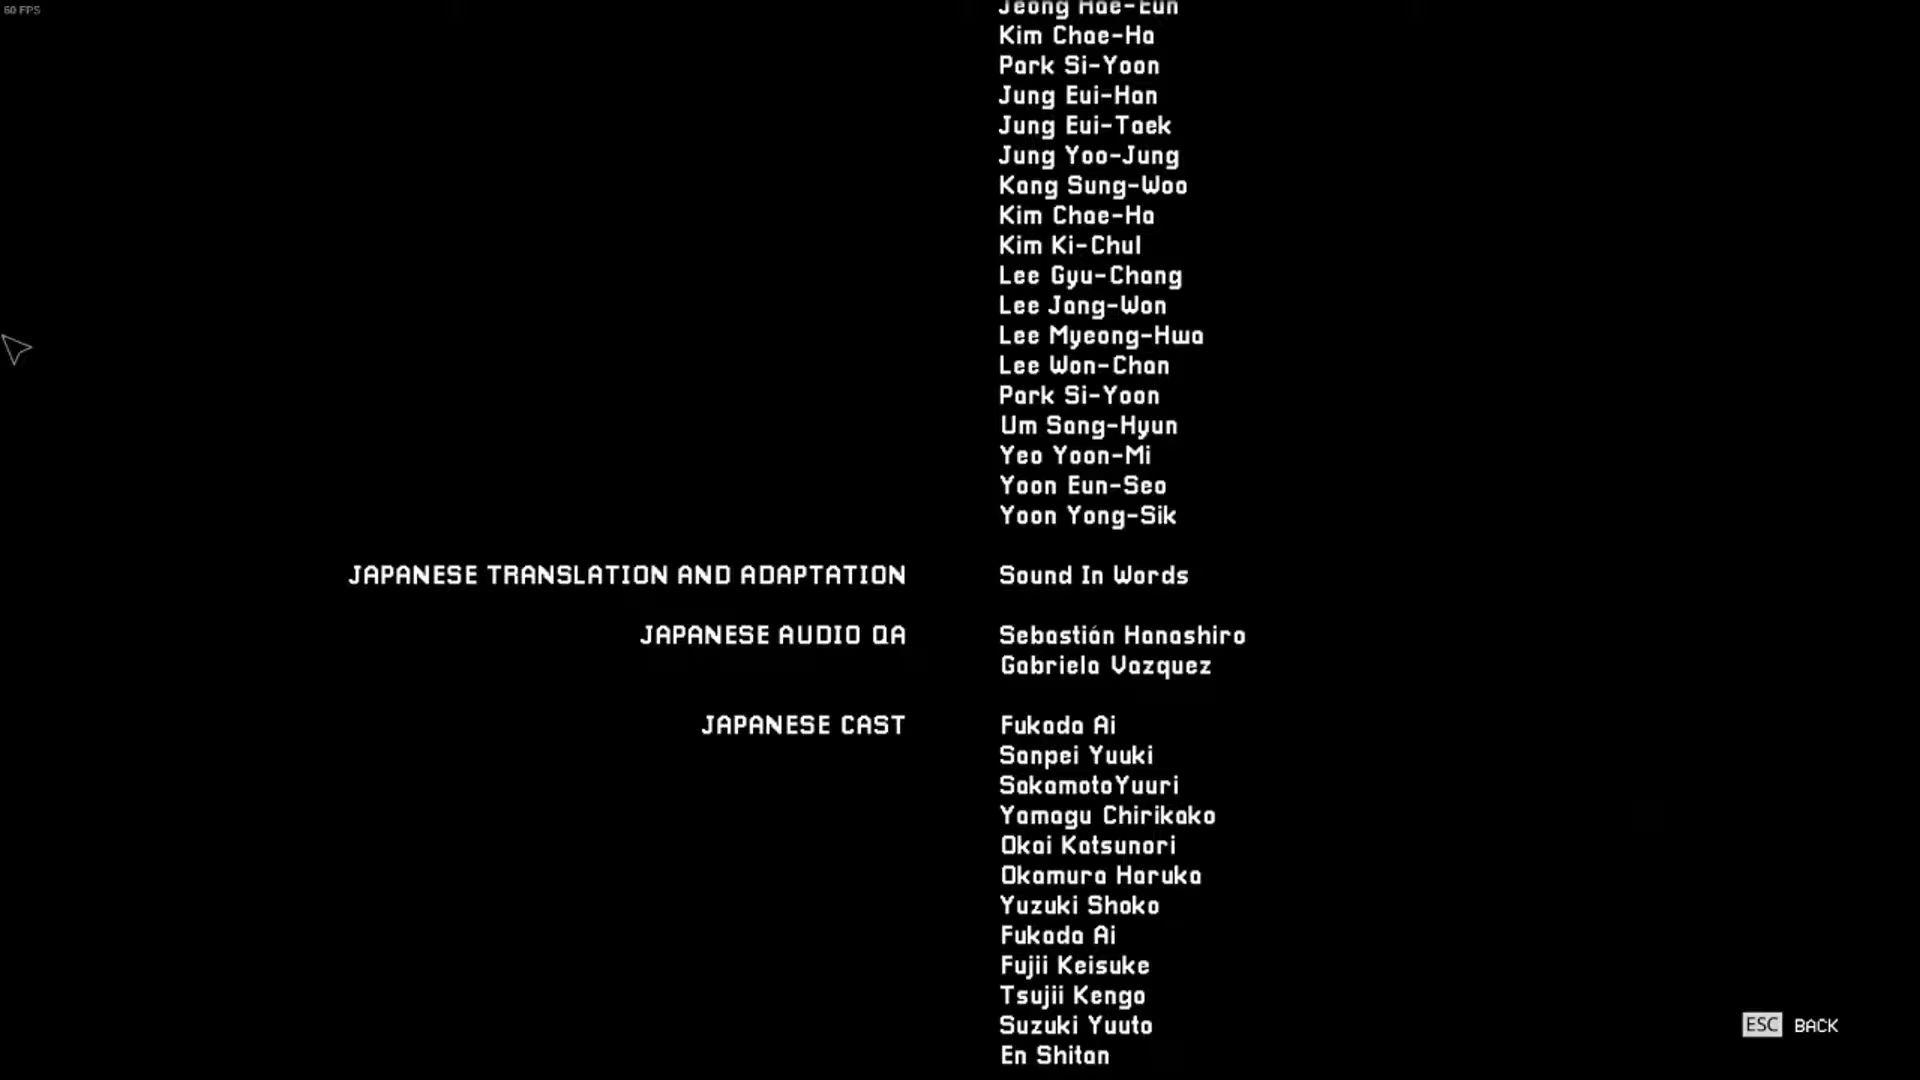 60 FPS
Jeong Hae-Eun
Kim Chae-Ha
Park Si-Yoon
Jung Eui-Han
Jung Eui-Taek
Jung Yoo-Jung
Kang Sung-Woo
Kim Chae-Ha
Kim Ki-Chul
Lee Gyu-Chang
Lee Jang-Won
Lee Myeong-Hwa
Lee Won-Chan
Park Si-Yoon
Um Sang-Hyun
Yeo Yoon-Mi
Yoon Eun-Seo
Yoon Yong-Sik
JAPANESE TRANSLATION AND ADAPTATION Sound In Words
JAPANESE AUDIO QA Sebastián Hanashiro
Gabriela Vazquez
JAPANESE CAST Fukada Ai
Sanpei Yuuki
SakamotoYuuri
Yamagu Chirikako
Okai Katsunori
Okamura Haruka
Yuzuki Shoko
Fukada Ai
Fujii Keisuke
Tsujii Kengo
Suzuki Yuuto
En Shitan
ESC BACK